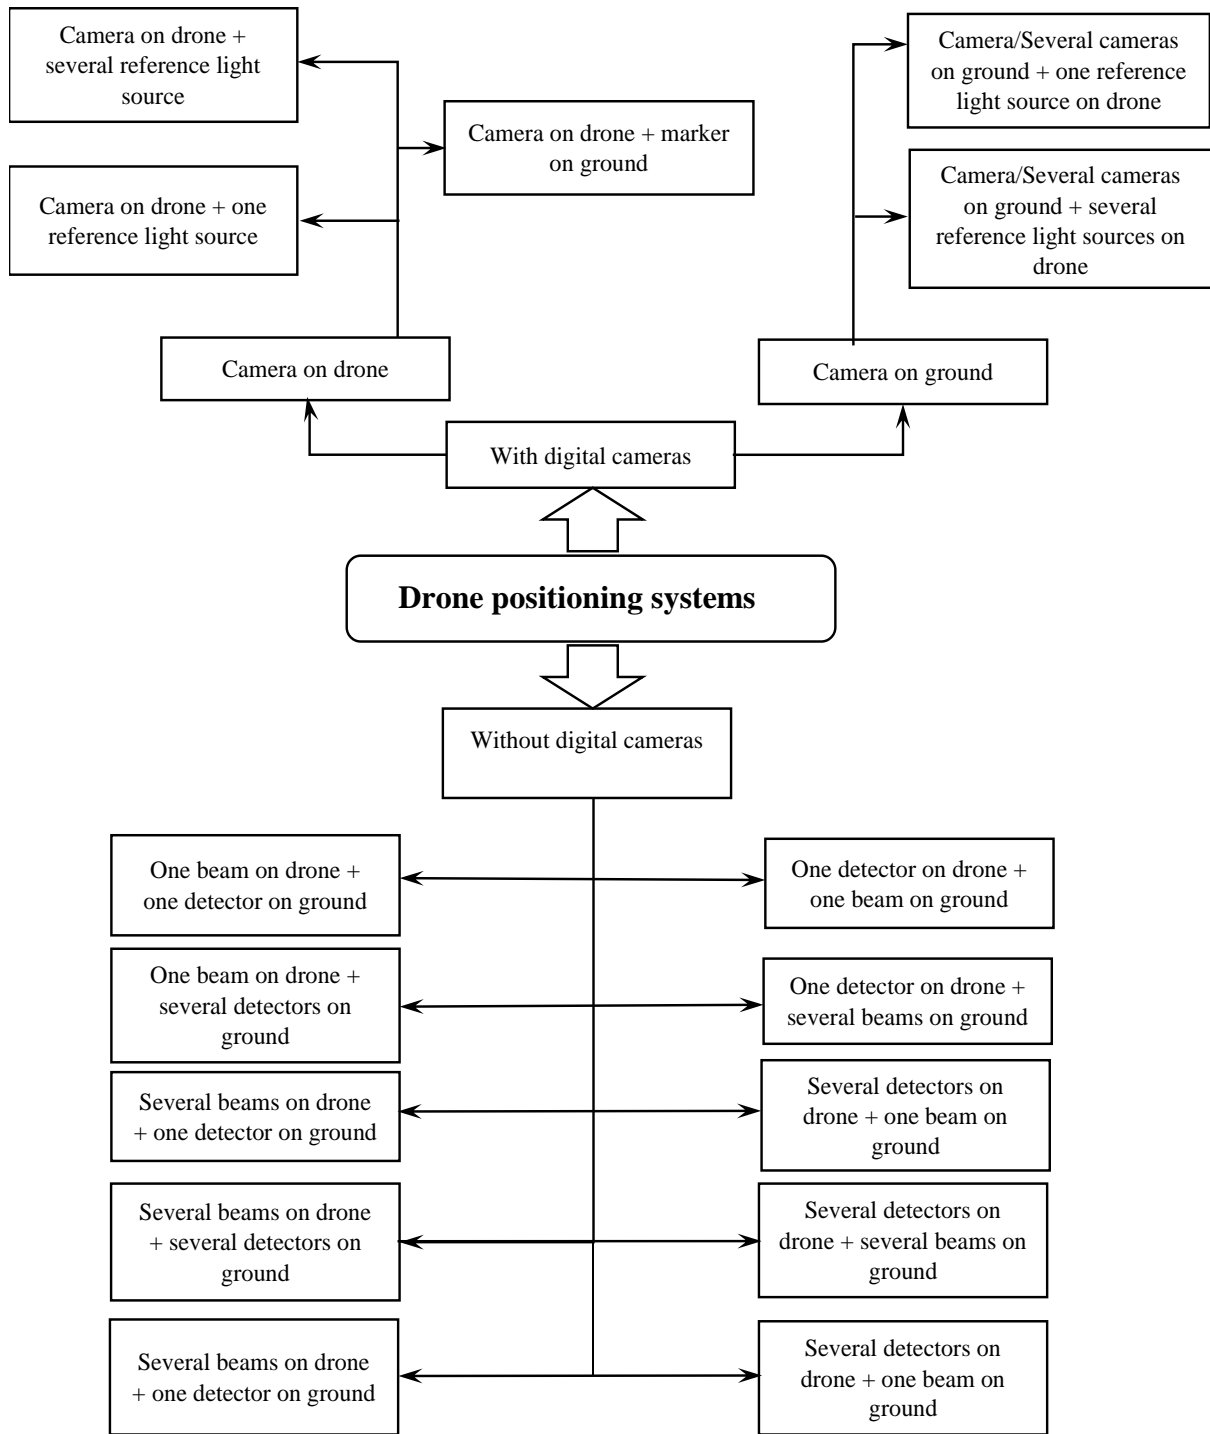 Camera on drone +
several reference light
source
Camera/Several cameras
on ground + one reference
light source on drone
Camera on drone + marker
on ground
Camera on drone + one
reference light source
Camera/Several cameras
on ground + several
reference light sources on
drone
Camera on drone
Camera on ground
With digital cameras
Drone positioning systems
Without digital cameras
One beam on drone +
one detector on ground
One detector on drone +
one beam on ground
One beam on drone +
several detectors on
ground
One detector on drone +
several beams on ground
Several beams on drone
+ one detector on ground
Several detectors on
drone + one beam on
ground
Several beams on drone
+ several detectors on
ground
Several detectors on
drone + several beams on
ground
Several beams on drone
+ one detector on ground
Several detectors on
drone + one beam on
ground